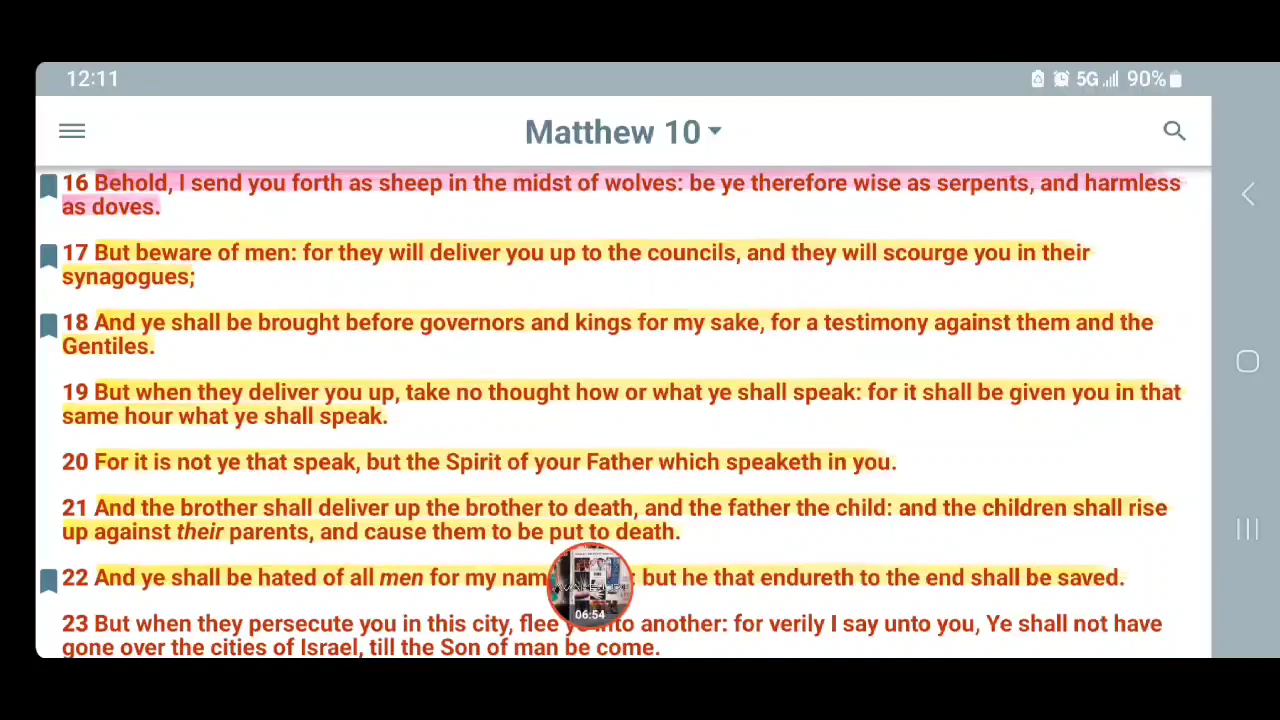 12:11
5G 90%
Matthew 10
16 Behold, I send you forth as sheep in the midst of wolves: be ye therefore wise as serpents, and harmless
as doves.
17 But beware of men: for they will deliver you up to the councils, and they will scourge you in their
synagogues;
18 And ye shall be brought before governors and kings for my sake, for a testimony against them and the
Gentiles.
19 But when they deliver you up, take no thought how or what ye shall speak: for it shall be given you in that
same hour what ye shall speak.
20 For it is not ye that speak, but the Spirit of your Father which speaketh in you.
21 And the brother shall deliver up the brother to death, and the father the child: and the children shall rise
up against their parents, and cause them to be put to death.
22 And ye shall be hated of all men for my nam but he that endureth to the end shall be saved.
06:54
23 But when they persecute you in this city, flee ye into another: for verily I say unto you, Ye shall not have
gone over the cities of Israel, till the Son of man be come.